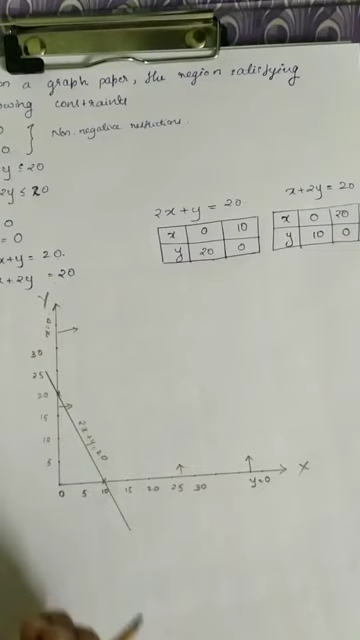 on a graph paper, the region satisfying
owing constraints
0
0 } Non-negative restrictions.
y ≤ 20
2y ≤ 20
0
= 0
x+y = 20.
x+2y = 20
2x+y = 20.
x 0 10
y 20 0
x+2y = 20
x 0 20
y 10 0
Y
x=0
30
25
20
15
10
5
2x+y=20
0 5 10 15 20 25 30
y=0
X